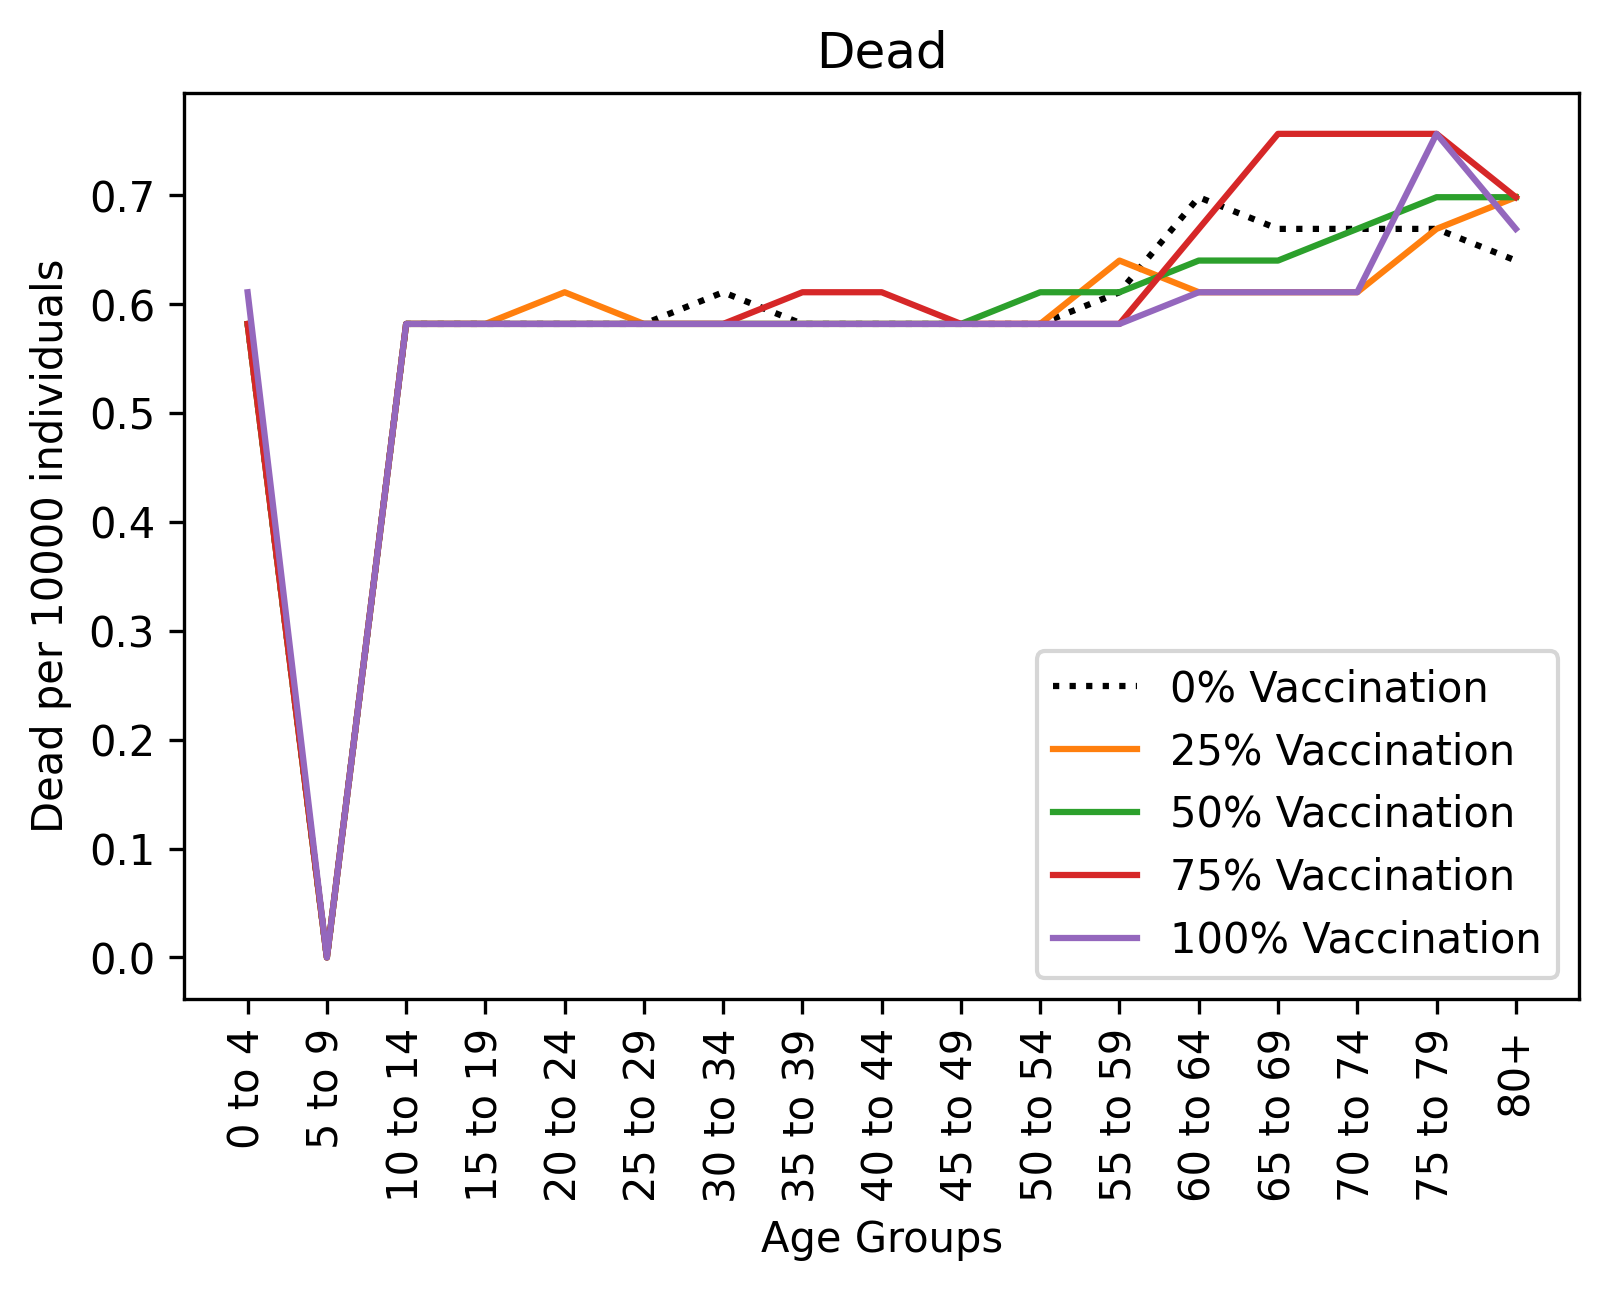 Dead
Dead per 10000 individuals
0.7
0.6
0.5
0.4
0.3
0.2
0.1
0.0
0% Vaccination
25% Vaccination
50% Vaccination
75% Vaccination
100% Vaccination
0 to 4
5 to 9
10 to 14
15 to 19
20 to 24
25 to 29
30 to 34
35 to 39
40 to 44
45 to 49
50 to 54
55 to 59
60 to 64
65 to 69
70 to 74
75 to 79
80+
Age Groups